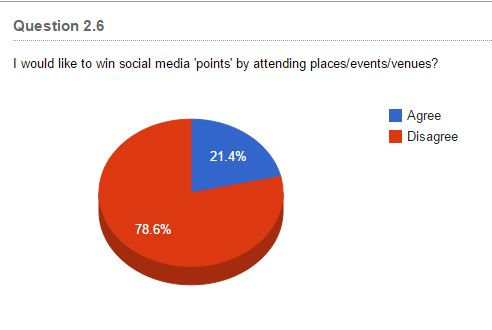 Question 2.6
I would like to win social media 'points' by attending places/events/venues?
Agree
Disagree
21.4%
78.6%